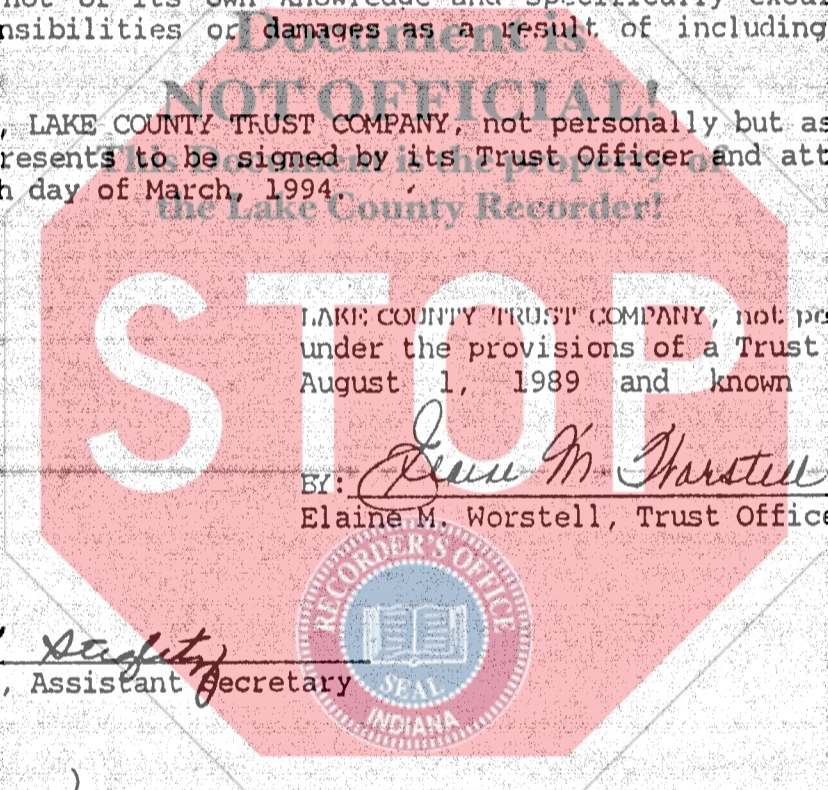 not of its own knowledge and specifically
nsibilities or damages as a result of including
Document is
NOT OFFICIAL!
, LAKE COUNTY TRUST COMPANY, not personally but as
resents to be signed by its Trust Officer and att
This Document is the property of
h day of March, 1994.
the Lake County Recorder!
STOP
LAKE COUNTY TRUST COMPANY, not pe
under the provisions of a Trust
August 1, 1989 and known
BY: Elaine M. Worstell
Elaine M. Worstell, Trust Office
RECORDER'S OFFICE
SEAL
INDIANA
, Assistant Secretary
)